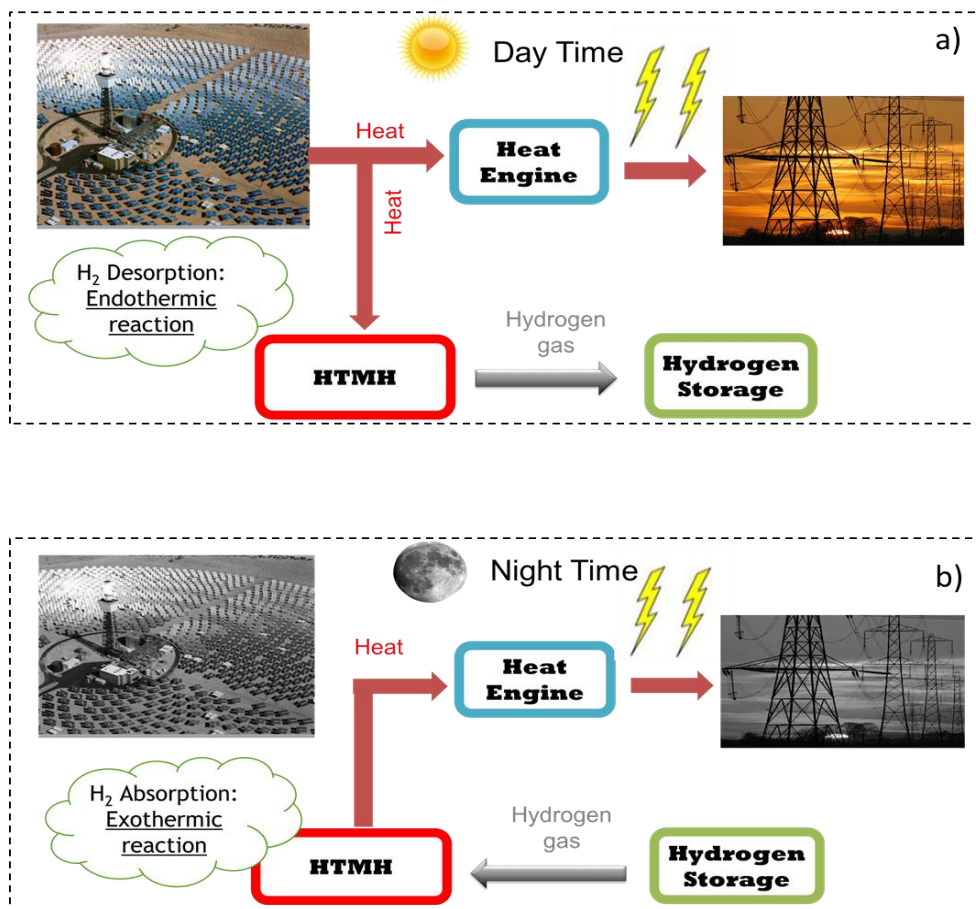 Day Time
a)
Heat
Heat
Engine
Heat
H₂ Desorption:
Endothermic
reaction
HTMH
Hydrogen
gas
Hydrogen
Storage
Night Time
b)
Heat
Heat
Engine
H₂ Absorption:
Exothermic
reaction
HTMH
Hydrogen
gas
Hydrogen
Storage